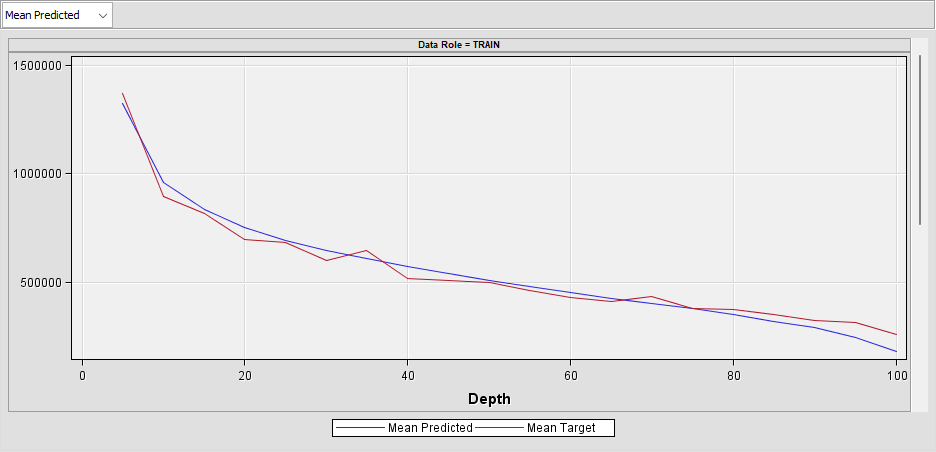 Mean Predicted
Data Role = TRAIN
1500000
1000000
500000
0 20 40 60 80 100
Depth
Mean Predicted Mean Target